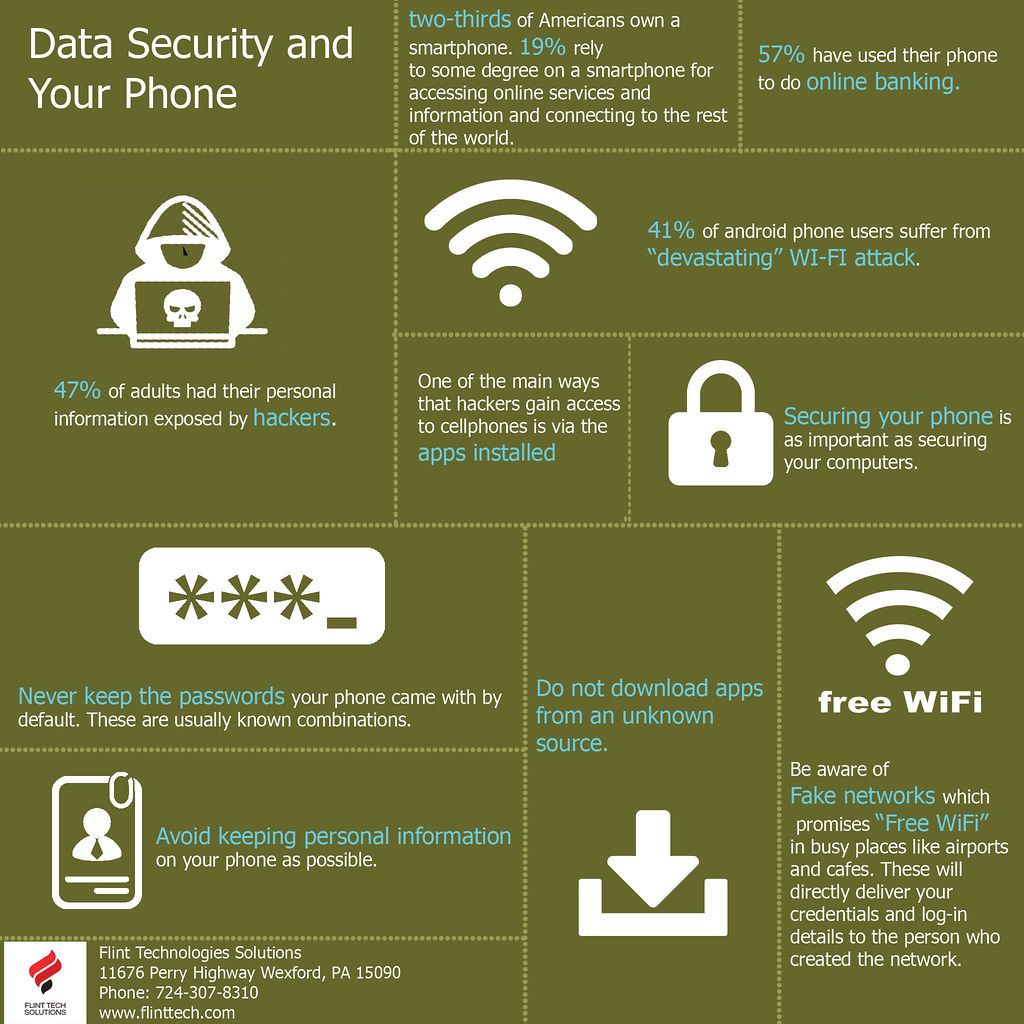 Data Security and
Your Phone
two-thirds of Americans own a
smartphone. 19% rely
to some degree on a smartphone for
accessing online services and
information and connecting to the rest
of the world.
57% have used their phone
to do online banking.
47% of adults had their personal
information exposed by hackers.
41% of android phone users suffer from
“devastating” WI-FI attack.
One of the main ways
that hackers gain access
to cellphones is via the
apps installed
Securing your phone is
as important as securing
your computers.
***_
Never keep the passwords your phone came with by
default. These are usually known combinations.
Avoid keeping personal information
on your phone as possible.
Do not download apps
from an unknown
source.
free WiFi
Be aware of
Fake networks which
promises “Free WiFi”
in busy places like airports
and cafes. These will
directly deliver your
credentials and log-in
details to the person who
created the network.
FLINT TECH
SOLUTIONS
Flint Technologies Solutions
11676 Perry Highway Wexford, PA 15090
Phone: 724-307-8310
www.flinttech.com